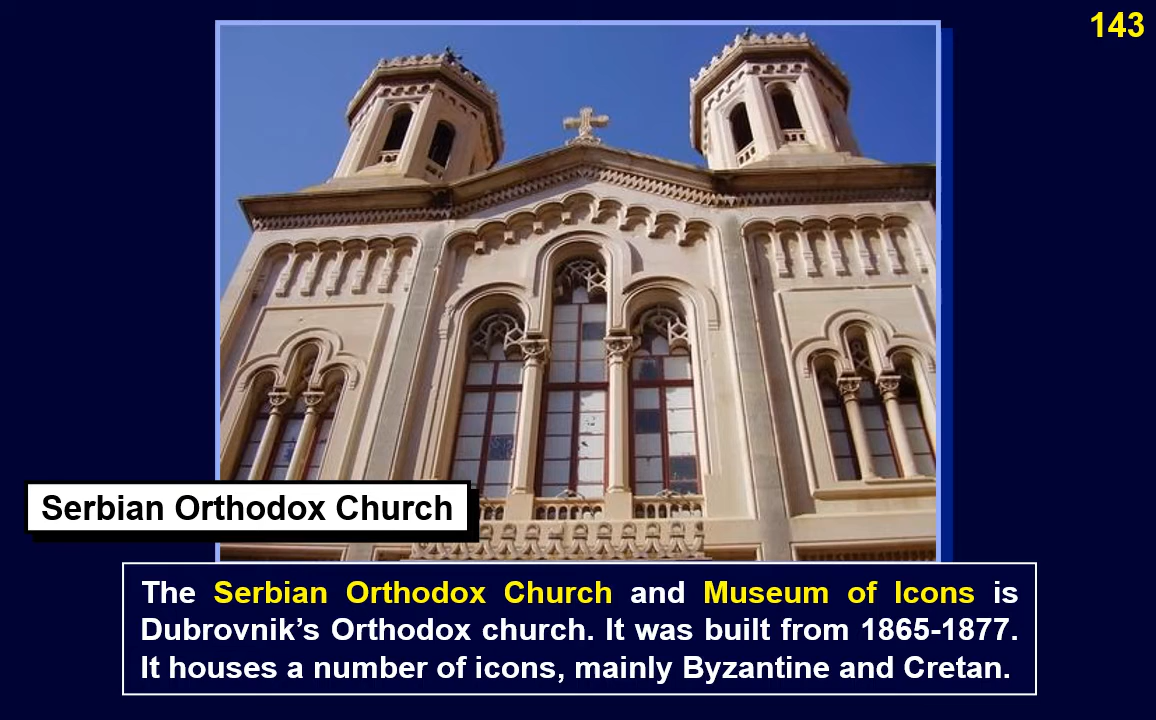 143
Serbian Orthodox Church
The Serbian Orthodox Church and Museum of Icons is
Dubrovnik’s Orthodox church. It was built from 1865-1877.
It houses a number of icons, mainly Byzantine and Cretan.